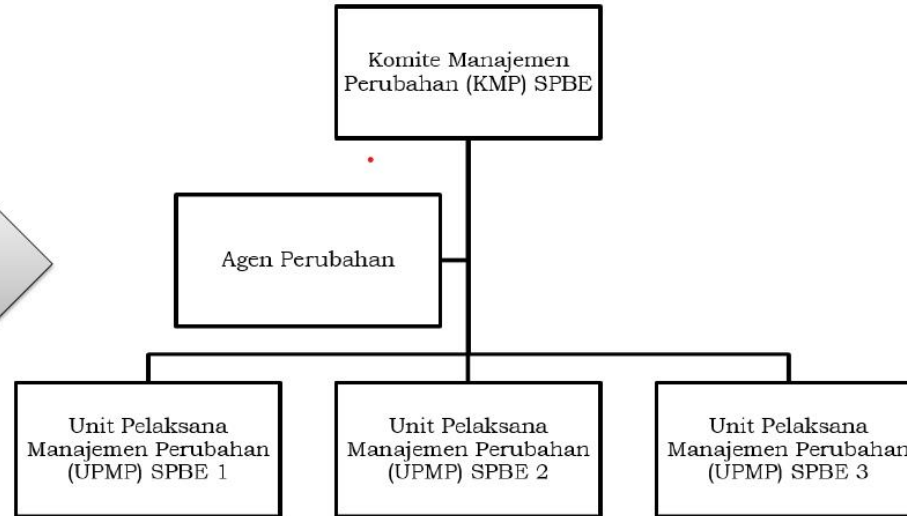 Komite Manajemen
Perubahan (KMP) SPBE
Agen Perubahan
Unit Pelaksana
Manajemen Perubahan
(UPMP) SPBE 1
Unit Pelaksana
Manajemen Perubahan
(UPMP) SPBE 2
Unit Pelaksana
Manajemen Perubahan
(UPMP) SPBE 3